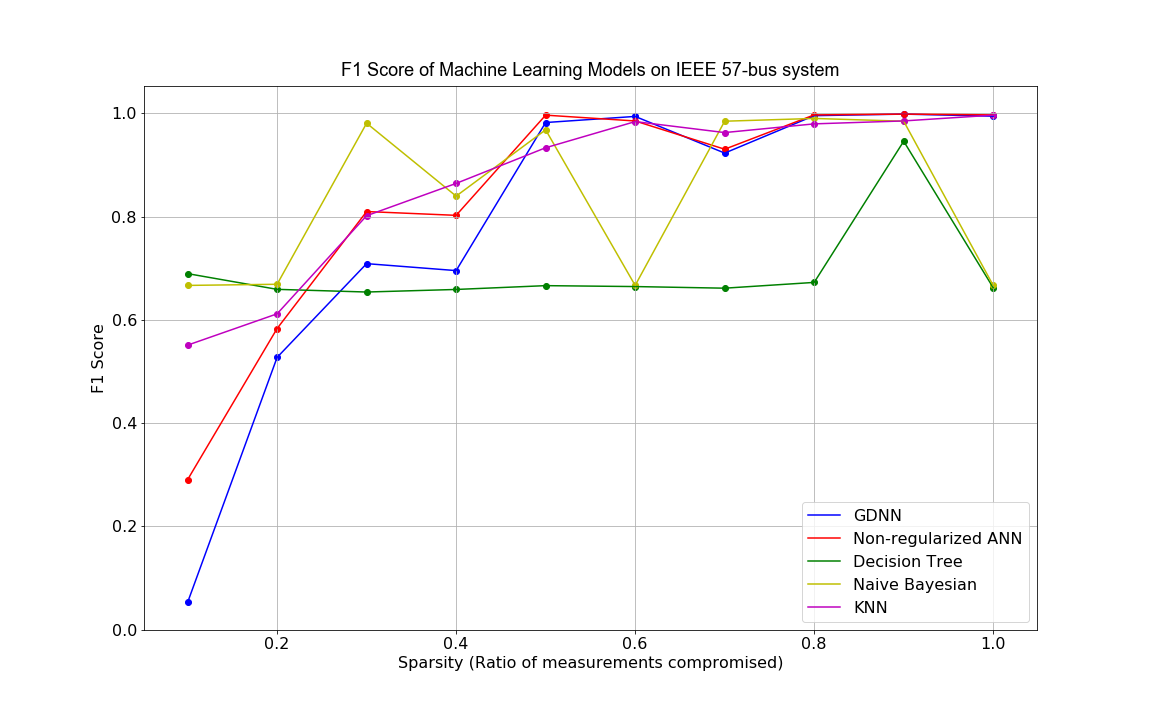 F1 Score of Machine Learning Models on IEEE 57-bus system
1.0
0.8
0.6
0.4
0.2
0.0
F1 Score
0.2 0.4 0.6 0.8 1.0
Sparsity (Ratio of measurements compromised)
GDNN
Non-regularized ANN
Decision Tree
Naive Bayesian
KNN